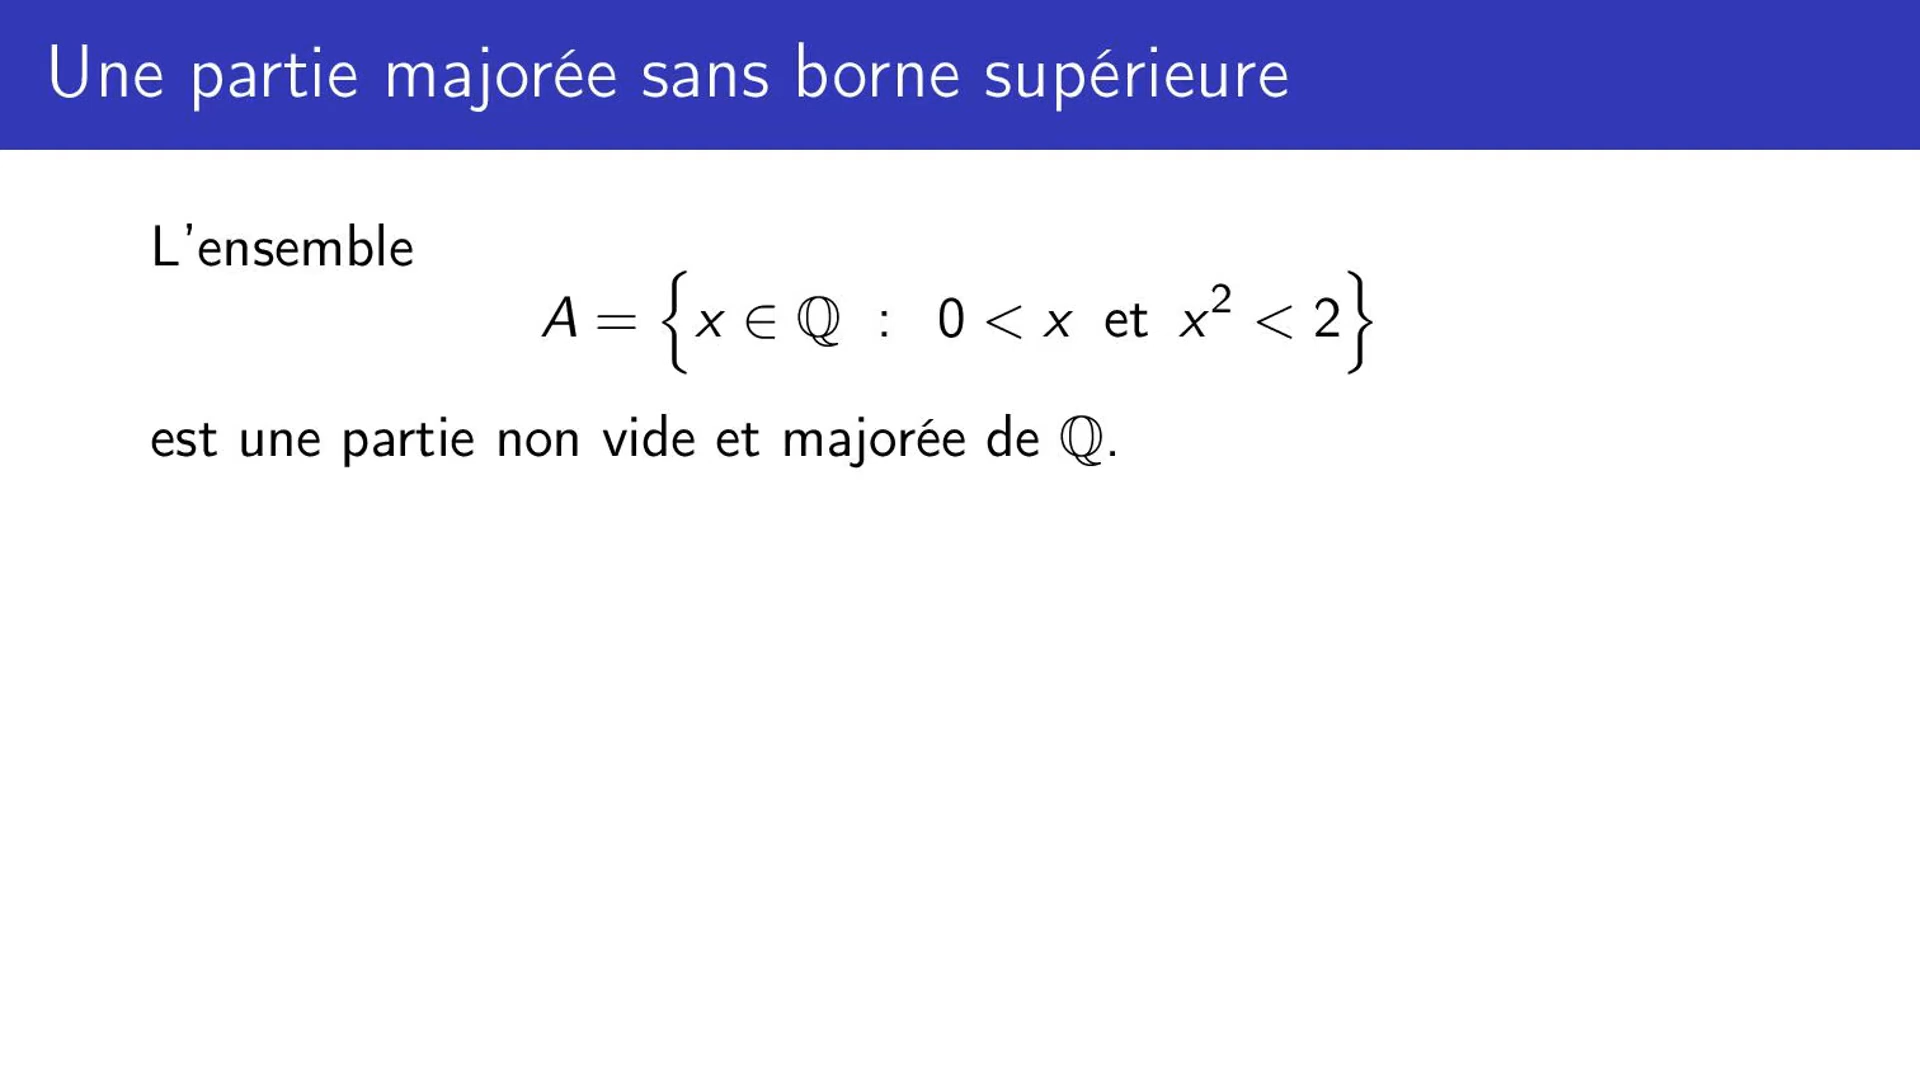 Une partie majorée sans borne supérieure
L'ensemble
A = {x ∈ ℚ : 0 < x et x² < 2}
est une partie non vide et majorée de ℚ.